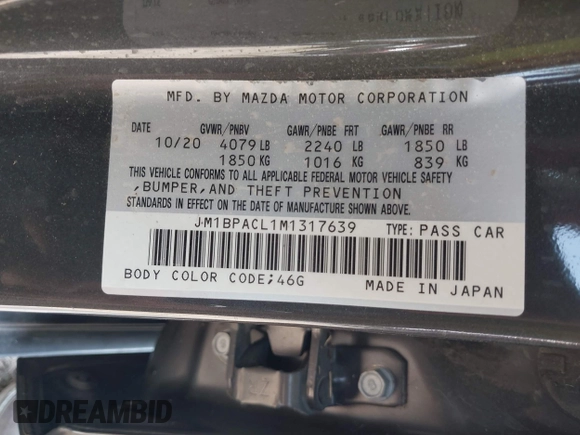 MFD. BY MAZDA MOTOR CORPORATION
DATE GVWR/PNBV GAWR/PNBE FRT GAWR/PNBE RR
10/20 4079 LB 2240 LB 1850 LB
1850 KG 1016 KG 839 KG
THIS VEHICLE CONFORMS TO ALL APPLICABLE FEDERAL MOTOR VEHICLE SAFETY
,BUMPER,AND THEFT PREVENTION
STANDARDS IN EFFECT ON THE DATE OF MANUFACTURE SHOWN ABOVE.
JM1BPACL1M1317639 TYPE: PASS CAR
BODY COLOR CODE;46G MADE IN JAPAN
DREAMBID